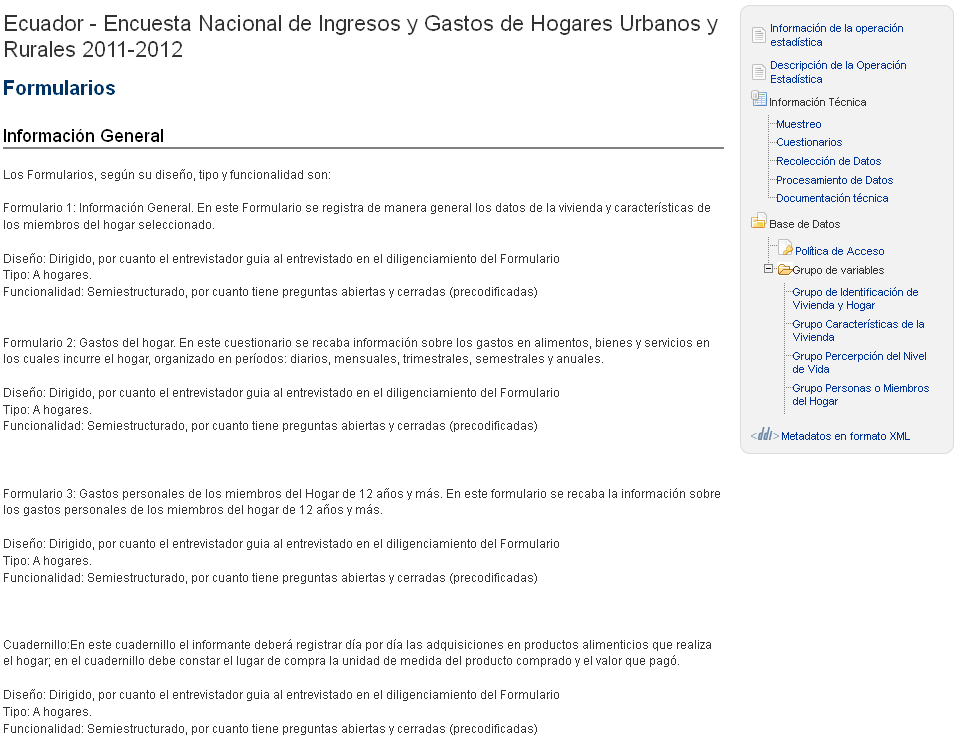 Ecuador - Encuesta Nacional de Ingresos y Gastos de Hogares Urbanos y
Rurales 2011-2012
Formularios
Información General
Los Formularios, según su diseño, tipo y funcionalidad son:
Formulario 1: Información General. En este Formulario se registra de manera general los datos de la vivienda y características de
los miembros del hogar seleccionado.
Diseño: Dirigido, por cuanto el entrevistador guia al entrevistado en el diligenciamiento del Formulario
Tipo: A hogares.
Funcionalidad: Semiestructurado, por cuanto tiene preguntas abiertas y cerradas (precodificadas)
Formulario 2: Gastos del hogar. En este cuestionario se recaba información sobre los gastos en alimentos, bienes y servicios en
los cuales incurre el hogar, organizado en períodos: diarios, mensuales, trimestrales, semestrales y anuales.
Diseño: Dirigido, por cuanto el entrevistador guia al entrevistado en el diligenciamiento del Formulario
Tipo: A hogares.
Funcionalidad: Semiestructurado, por cuanto tiene preguntas abiertas y cerradas (precodificadas)
Formulario 3: Gastos personales de los miembros del Hogar de 12 años y más. En este formulario se recaba la información sobre
los gastos personales de los miembros del hogar de 12 años y más.
Diseño: Dirigido, por cuanto el entrevistador guia al entrevistado en el diligenciamiento del Formulario
Tipo: A hogares.
Funcionalidad: Semiestructurado, por cuanto tiene preguntas abiertas y cerradas (precodificadas)
Cuadernillo:En este cuadernillo el informante deberá registrar día por día las adquisiciones en productos alimenticios que realiza
el hogar; en el cuadernillo debe constar el lugar de compra la unidad de medida del producto comprado y el valor que pagó.
Diseño: Dirigido, por cuanto el entrevistador guia al entrevistado en el diligenciamiento del Formulario
Tipo: A hogares.
Funcionalidad: Semiestructurado, por cuanto tiene preguntas abiertas y cerradas (precodificadas)
Información de la operación
estadística
Descripción de la Operación
Estadística
Información Técnica
Muestreo
Cuestionarios
Recolección de Datos
Procesamiento de Datos
Documentación técnica
Base de Datos
Política de Acceso
Grupo de variables
Grupo de Identificación de
Vivienda y Hogar
Grupo Características de la
Vivienda
Grupo Percerpción del Nivel
de Vida
Grupo Personas o Miembros
del Hogar
<ddi> Metadatos en formato XML